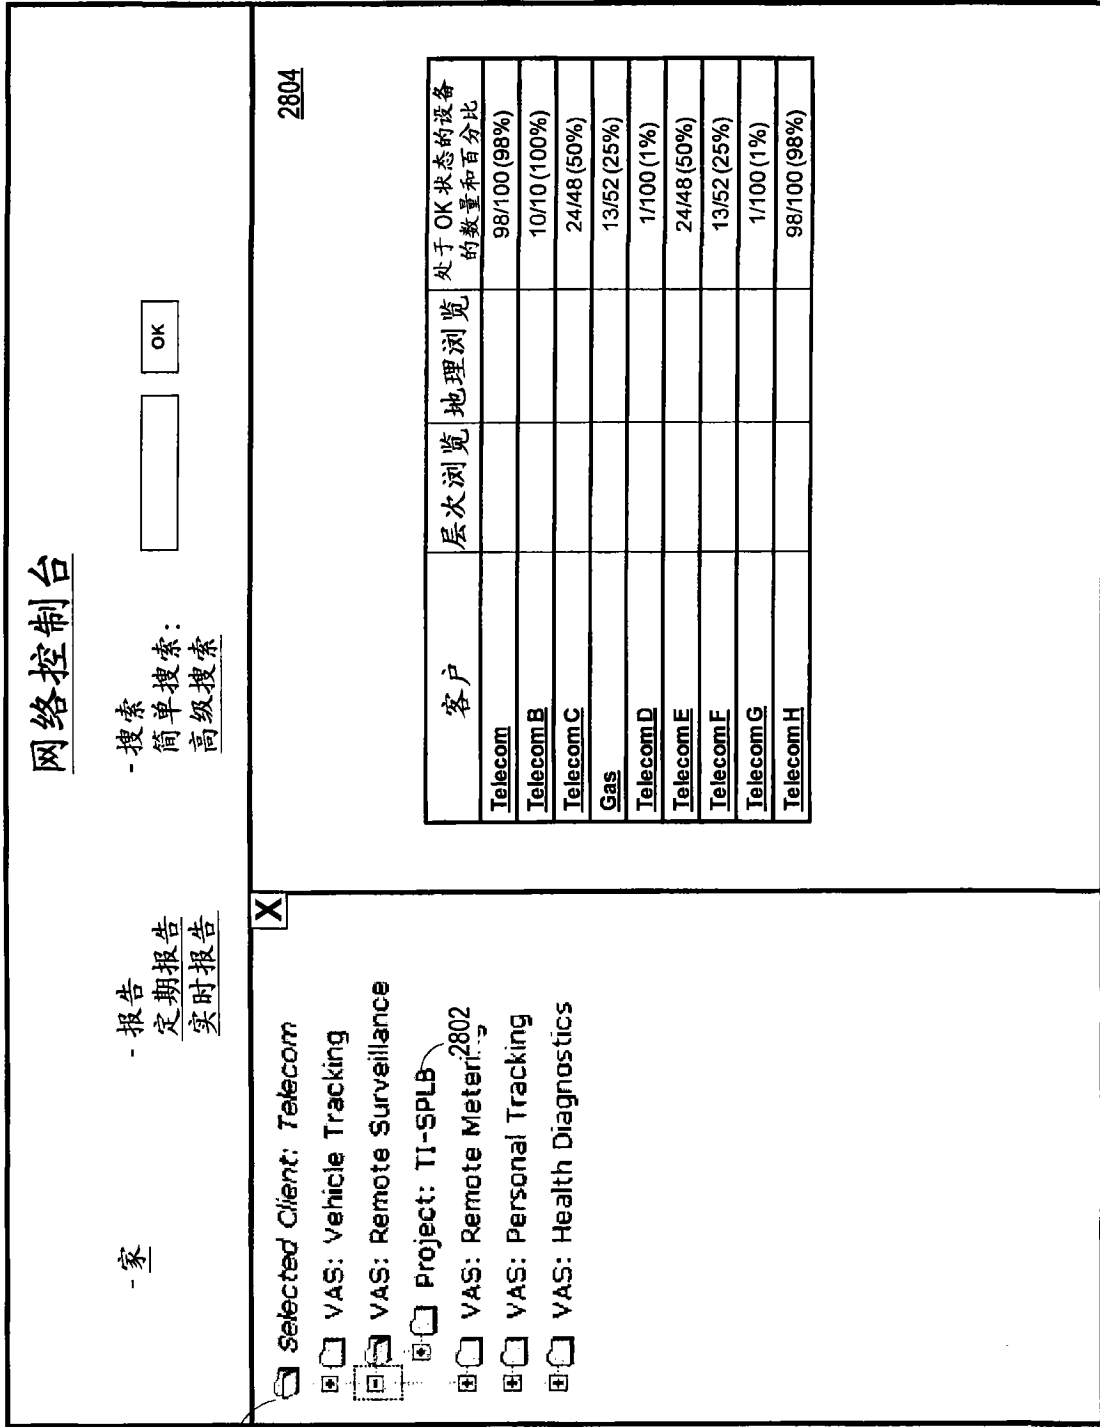 网络控制台
-家
-报告
定期报告
实时报告
-搜索
简单搜索:
高级搜索
OK
X
Selected Client: Telecom
VAS: Vehicle Tracking
VAS: Remote Surveillance
Project: TI-SPLB
2802
VAS: Remote Meteri
VAS: Personal Tracking
VAS: Health Diagnostics
2804
客户 层次浏览 地理浏览 处于 OK 状态的设备
的数量和百分比
Telecom 98/100 (98%)
Telecom B 10/10 (100%)
Telecom C 24/48 (50%)
Gas 13/52 (25%)
Telecom D 1/100 (1%)
Telecom E 24/48 (50%)
Telecom F 13/52 (25%)
Telecom G 1/100 (1%)
Telecom H 98/100 (98%)